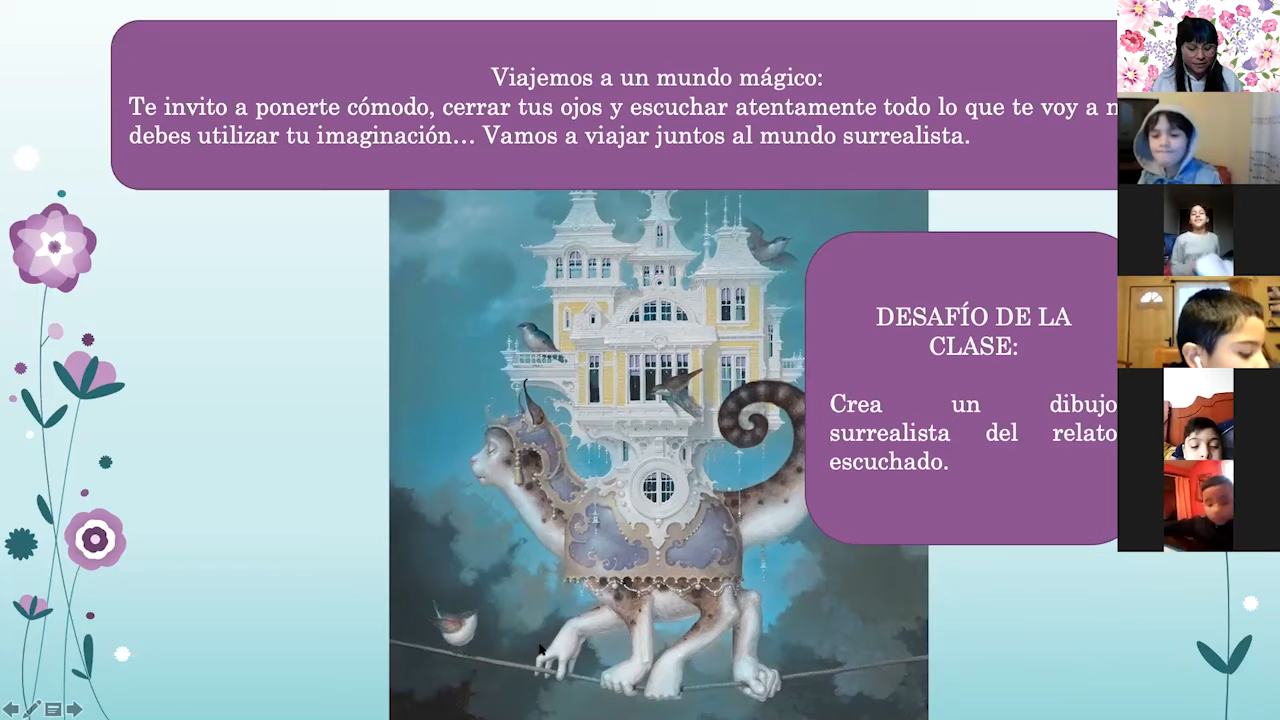 Viajemos a un mundo mágico:
Te invito a ponerte cómodo, cerrar tus ojos y escuchar atentamente todo lo que te voy a
debes utilizar tu imaginación... Vamos a viajar juntos al mundo surrealista.
DESAFÍO DE LA
CLASE:
Crea un dibujo
surrealista del relato
escuchado.